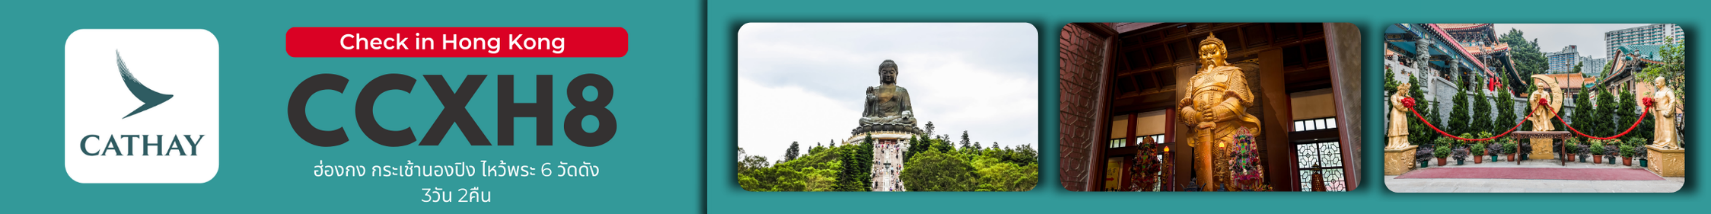 CATHAY
Check in Hong Kong
CCXH8
ฮ่องกง กระเช้านองปิง ไหว้พระ 6 วัดดัง
3วัน 2คืน